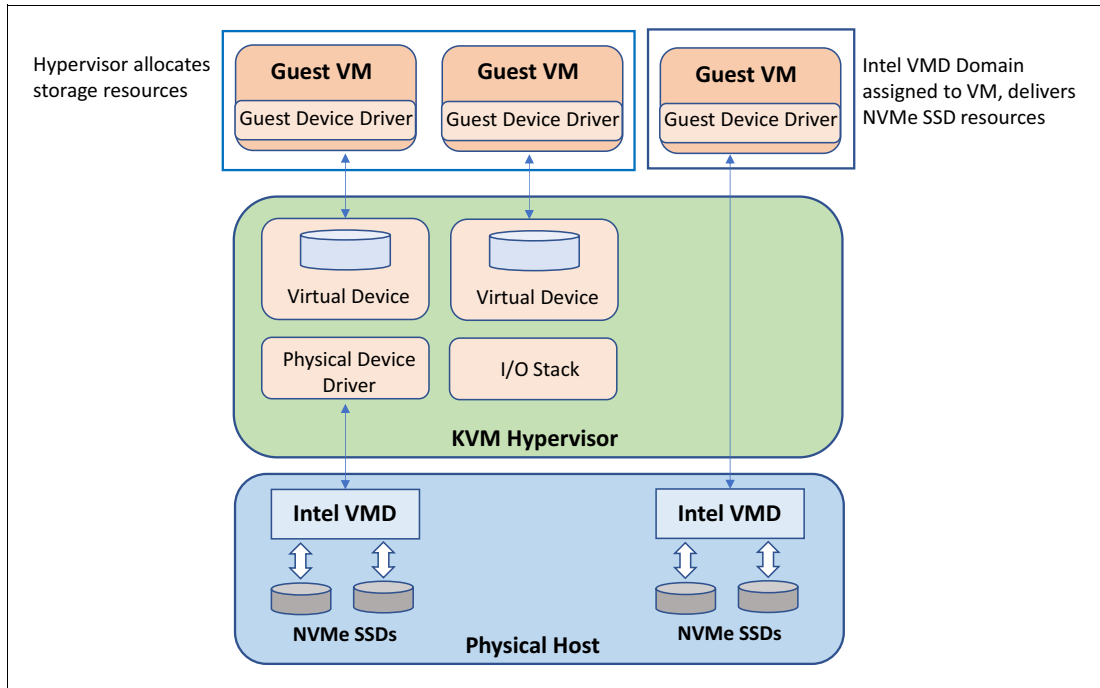 Hypervisor allocates
storage resources
Guest VM
Guest Device Driver
Guest VM
Guest Device Driver
Guest VM
Guest Device Driver
Intel VMD Domain
assigned to VM, delivers
NVMe SSD resources
Virtual Device
Virtual Device
Physical Device
Driver
I/O Stack
KVM Hypervisor
Intel VMD
Intel VMD
NVMe SSDs
NVMe SSDs
Physical Host